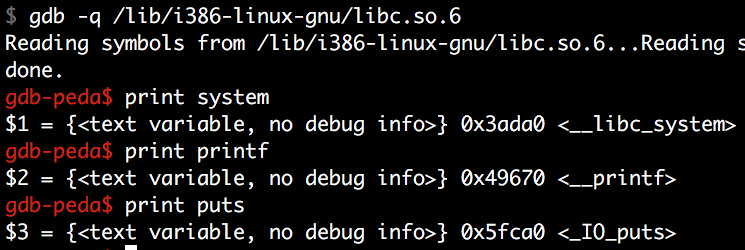 $ gdb -q /lib/i386-linux-gnu/libc.so.6
Reading symbols from /lib/i386-linux-gnu/libc.so.6...Reading s
done.
gdb-peda$ print system
$1 = {<text variable, no debug info>} 0x3ada0 <__libc_system>
gdb-peda$ print printf
$2 = {<text variable, no debug info>} 0x49670 <__printf>
gdb-peda$ print puts
$3 = {<text variable, no debug info>} 0x5fca0 <_IO_puts>